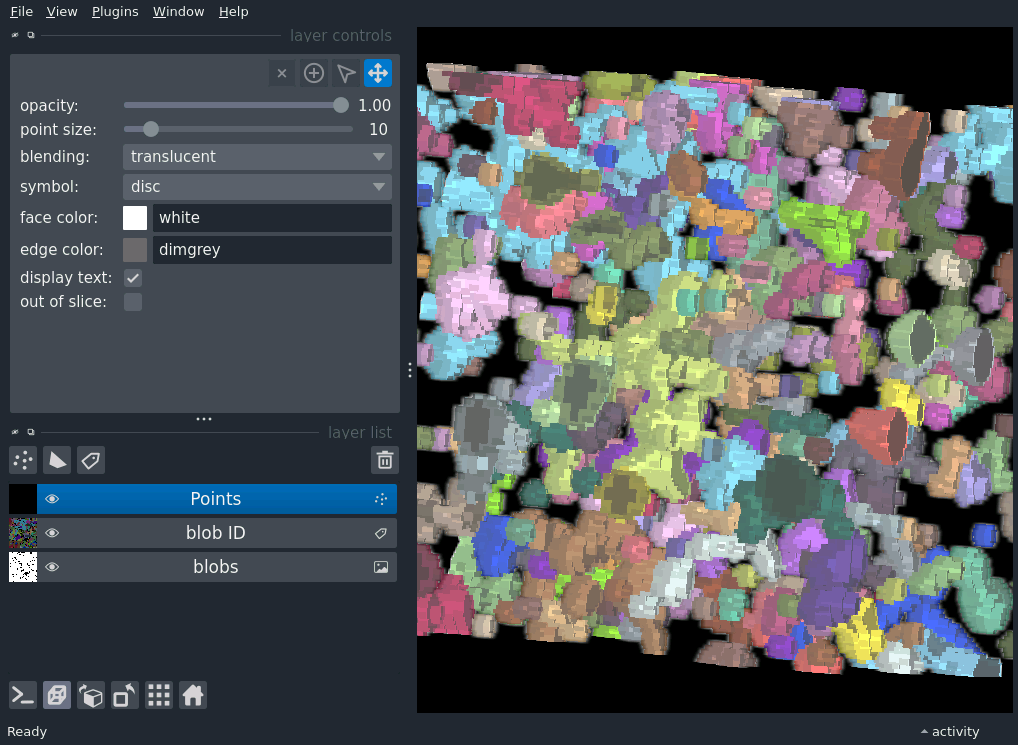 File View Plugins Window Help
layer controls
opacity: 1.00
point size: 10
blending: translucent
symbol: disc
face color: white
edge color: dimgrey
display text:
out of slice:
layer list
Points
blob ID
blobs
Ready
activity